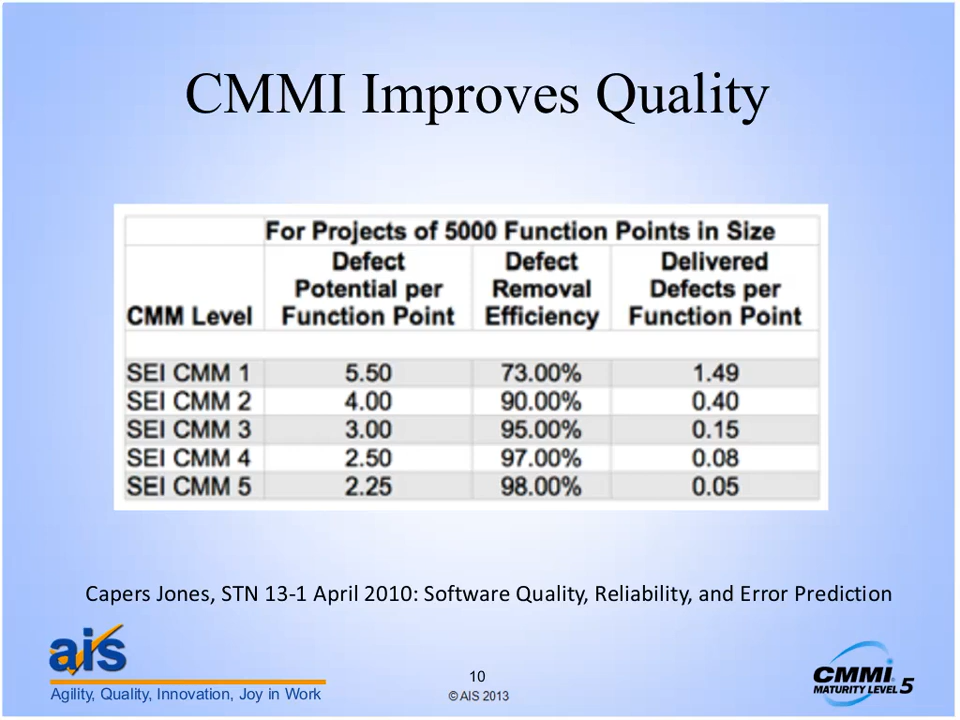 CMMI Improves Quality
For Projects of 5000 Function Points in Size
CMM Level Defect Potential per Function Point Defect Removal Efficiency Delivered Defects per Function Point
SEI CMM 1 5.50 73.00% 1.49
SEI CMM 2 4.00 90.00% 0.40
SEI CMM 3 3.00 95.00% 0.15
SEI CMM 4 2.50 97.00% 0.08
SEI CMM 5 2.25 98.00% 0.05
Capers Jones, STN 13-1 April 2010: Software Quality, Reliability, and Error Prediction
ais
Agility, Quality, Innovation, Joy in Work
10
© AIS 2013
CMMI
MATURITY LEVEL 5